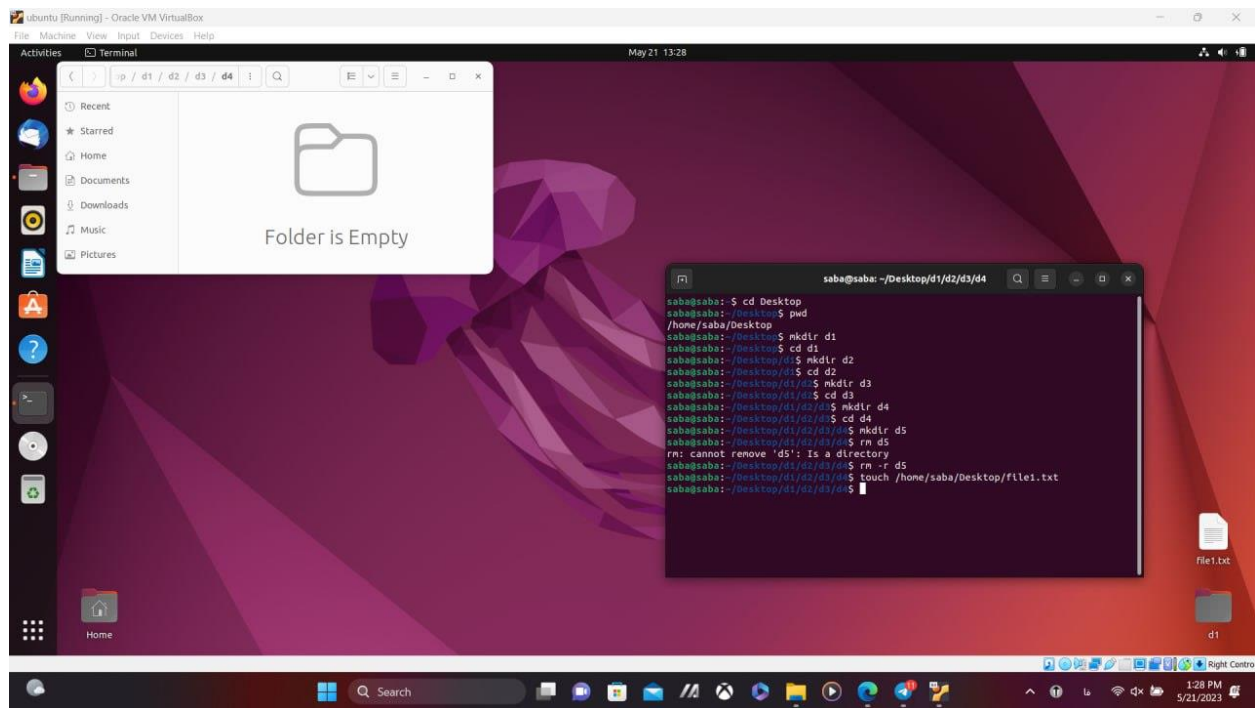 ubuntu [Running] - Oracle VM VirtualBox
File Machine View Input Devices Help
Activities Terminal May 21 13:28
/ d1 / d2 / d3 / d4
Recent
Starred
Home
Documents
Downloads
Music
Pictures
Folder is Empty
saba@saba: ~/Desktop/d1/d2/d3/d4
saba@saba:~$ cd Desktop
saba@saba:~/Desktop$ pwd
/home/saba/Desktop
saba@saba:~/Desktop$ mkdir d1
saba@saba:~/Desktop$ cd d1
saba@saba:~/Desktop/d1$ mkdir d2
saba@saba:~/Desktop/d1$ cd d2
saba@saba:~/Desktop/d1/d2$ mkdir d3
saba@saba:~/Desktop/d1/d2$ cd d3
saba@saba:~/Desktop/d1/d2/d3$ mkdir d4
saba@saba:~/Desktop/d1/d2/d3$ cd d4
saba@saba:~/Desktop/d1/d2/d3/d4$ mkdir d5
saba@saba:~/Desktop/d1/d2/d3/d4$ rm d5
rm: cannot remove 'd5': Is a directory
saba@saba:~/Desktop/d1/d2/d3/d4$ rm -r d5
saba@saba:~/Desktop/d1/d2/d3/d4$ touch /home/saba/Desktop/file1.txt
saba@saba:~/Desktop/d1/d2/d3/d4$
file1.txt
Home
d1
Right Contro
Search
فا
1:28 PM
5/21/2023